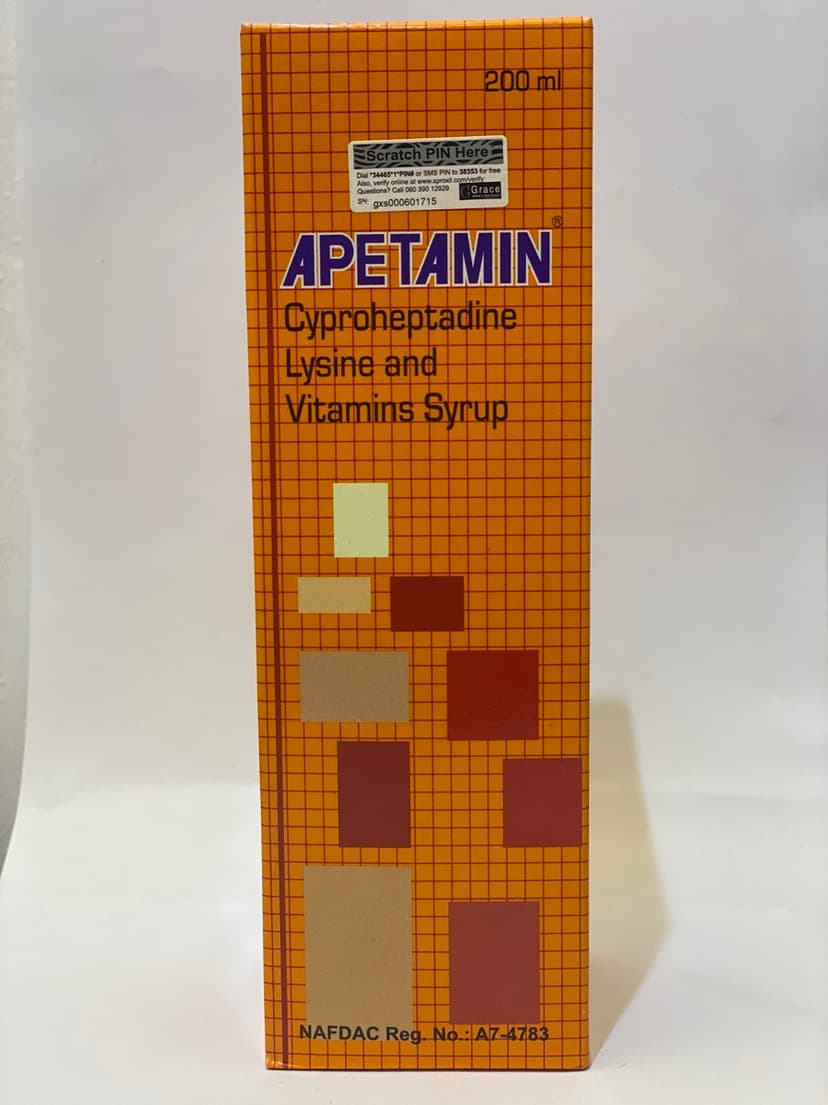 200 ml
Scratch PIN Here
Dial *34465*1*PIN# or SMS PIN to 38353 for free
Also, verify online at www.sproxil.com/verify
Questions? Call 080 390 12929
Grace
SN: gxs000601715
APETAMIN®
Cyproheptadine
Lysine and
Vitamins Syrup
NAFDAC Reg. No.: A7-4783